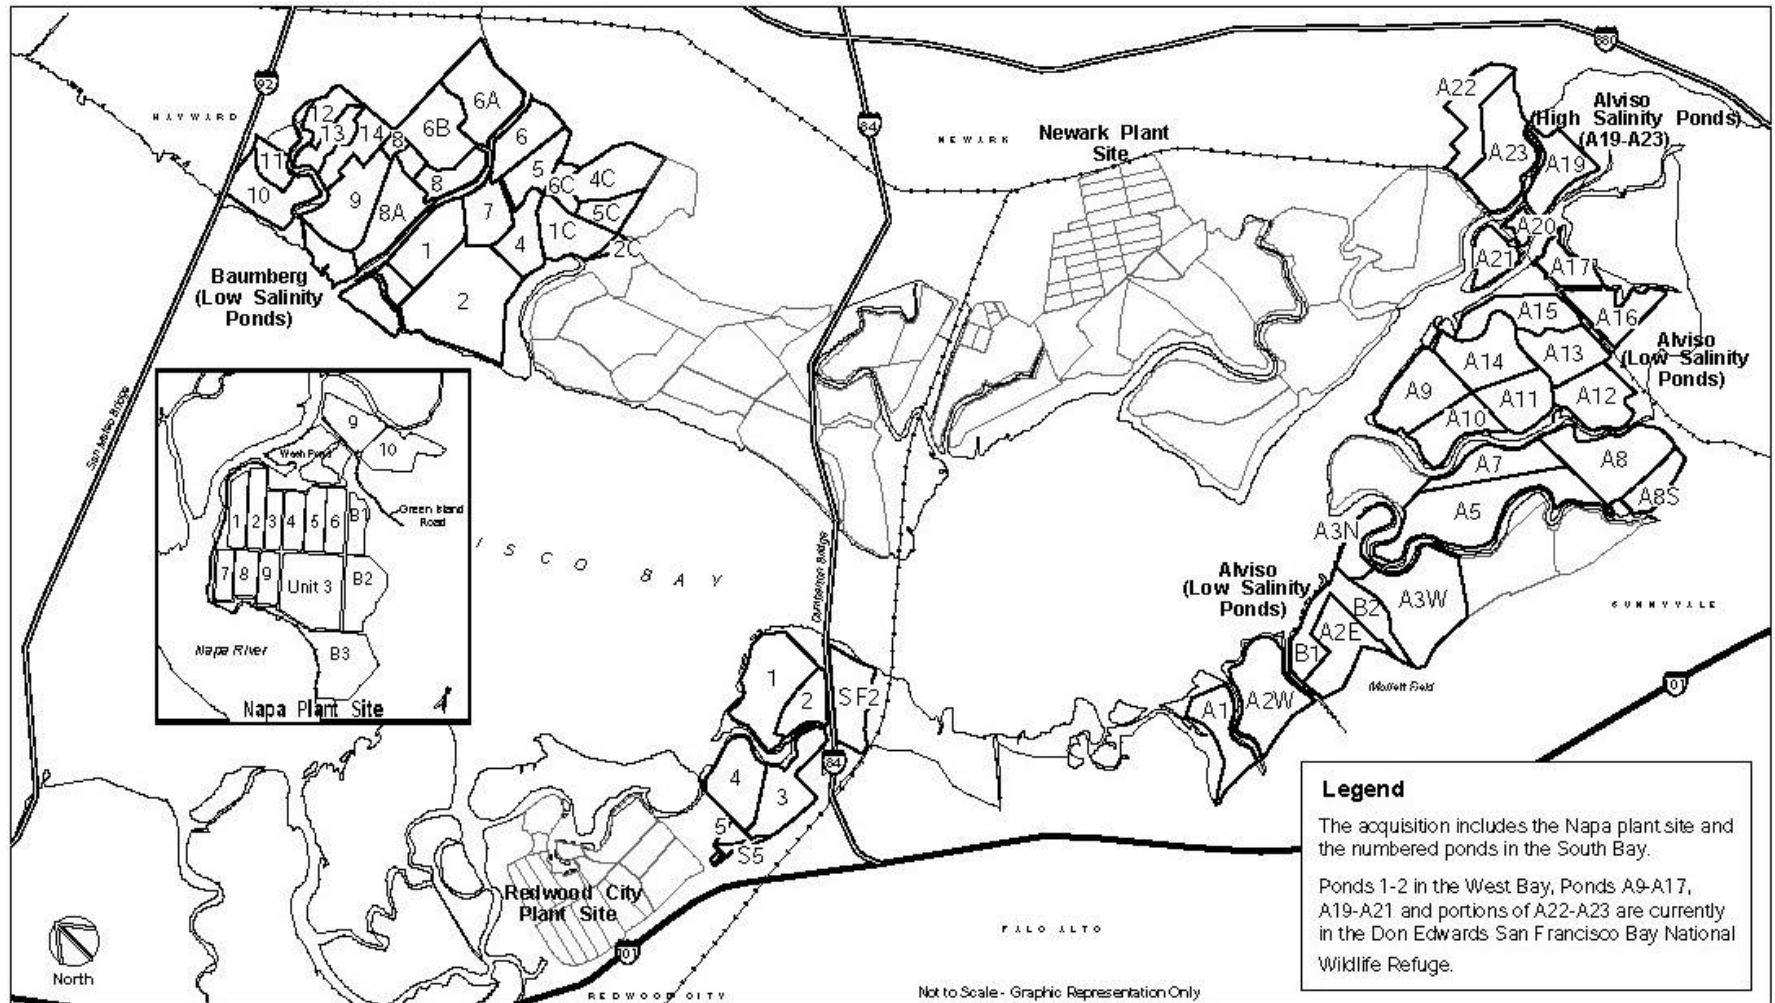 92
84
880
HAYWARD
NEWARK
Newark Plant
Site
Alviso
(High Salinity Ponds)
(A19-A23)
12
13
14
8
6B
6A
6
11
10
9
8A
8
5
6C
4C
5C
7
4
1C
2C
1
2
Baumberg
(Low Salinity
Ponds)
A22
A23
A19
A20
A21
A17
A15
A16
Alviso
(Low Salinity
Ponds)
A14
A13
A9
A10
A11
A12
A7
A8
A8S
A5
A3N
Alviso
(Low Salinity
Ponds)
A3W
B2
A2E
B1
A2W
A1
Moffett Field
SUNNYVALE
101
San Mateo Bridge
9
10
Wash Pond
Green Island
Road
1
2
3
4
5
6
B1
7
8
9
Unit 3
B2
B3
Napa River
Napa Plant Site
ISCO BAY
Dumbarton Bridge
1
2
SF2
84
4
3
5
S5
Redwood City
Plant Site
101
PALO ALTO
REDWOOD CITY
North
Not to Scale - Graphic Representation Only
Legend
The acquisition includes the Napa plant site and
the numbered ponds in the South Bay.
Ponds 1-2 in the West Bay, Ponds A9-A17,
A19-A21 and portions of A22-A23 are currently
in the Don Edwards San Francisco Bay National
Wildlife Refuge.